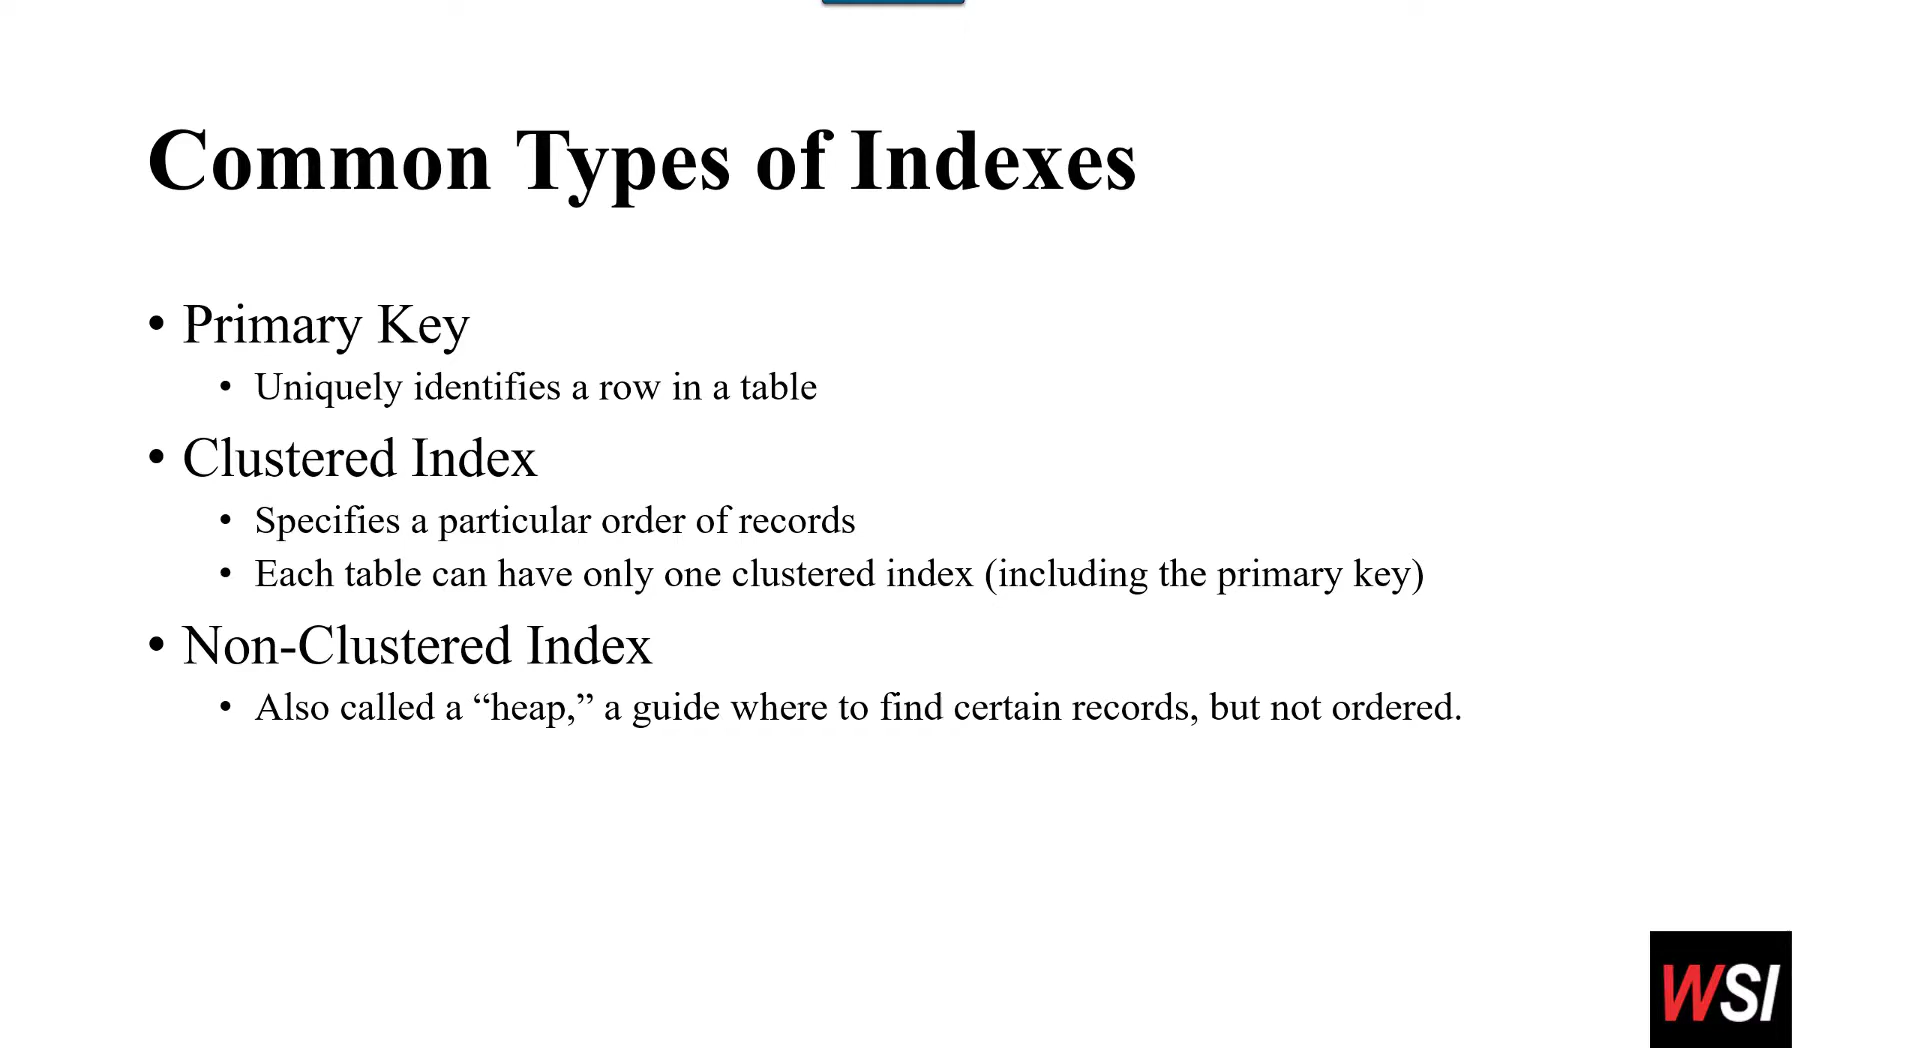 Common Types of Indexes
• Primary Key
• Uniquely identifies a row in a table
• Clustered Index
• Specifies a particular order of records
• Each table can have only one clustered index (including the primary key)
• Non-Clustered Index
• Also called a “heap,” a guide where to find certain records, but not ordered.
WSI